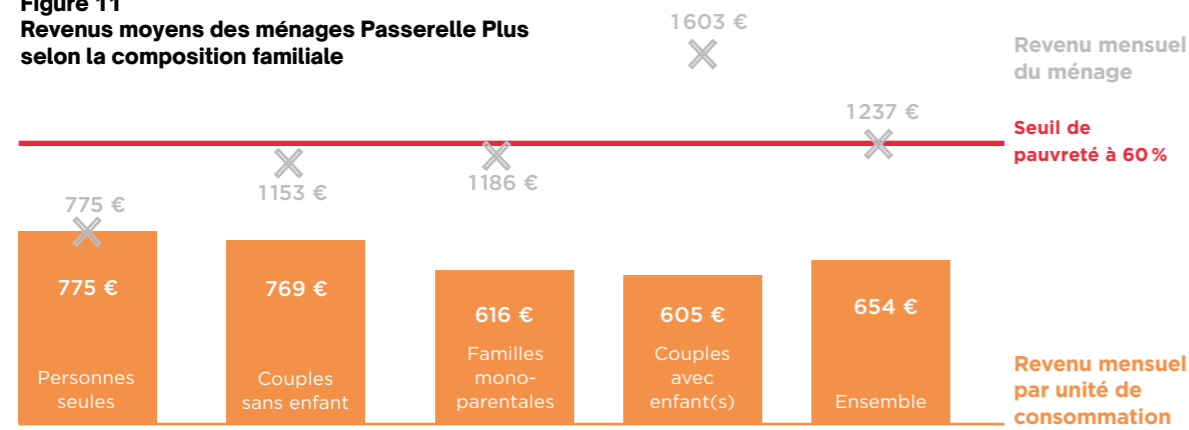 Figure 11
Revenus moyens des ménages Passerelle Plus
selon la composition familiale
1603 €
Revenu mensuel
du ménage
1237 €
Seuil de
pauvreté à 60 %
1153 €
1186 €
775 €
775 €
769 €
616 €
605 €
654 €
Personnes
seules
Couples
sans enfant
Familles
mono-
parentales
Couples
avec
enfant(s)
Ensemble
Revenu mensuel
par unité de
consommation